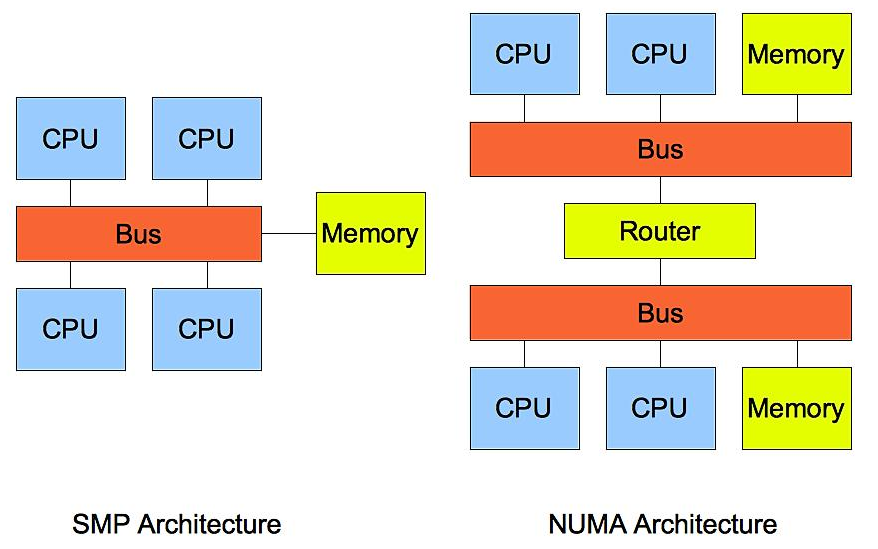 CPU CPU
Bus
Memory
CPU CPU
SMP Architecture
CPU CPU Memory
Bus
Router
Bus
CPU CPU Memory
NUMA Architecture